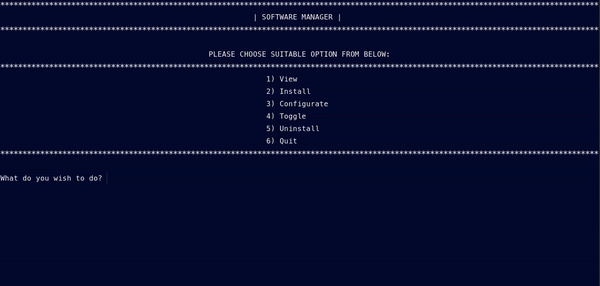 ****************************************************************************************************************************************
| SOFTWARE MANAGER |
****************************************************************************************************************************************
PLEASE CHOOSE SUITABLE OPTION FROM BELOW:
****************************************************************************************************************************************
1) View
2) Install
3) Configurate
4) Toggle
5) Uninstall
6) Quit
****************************************************************************************************************************************
What do you wish to do?